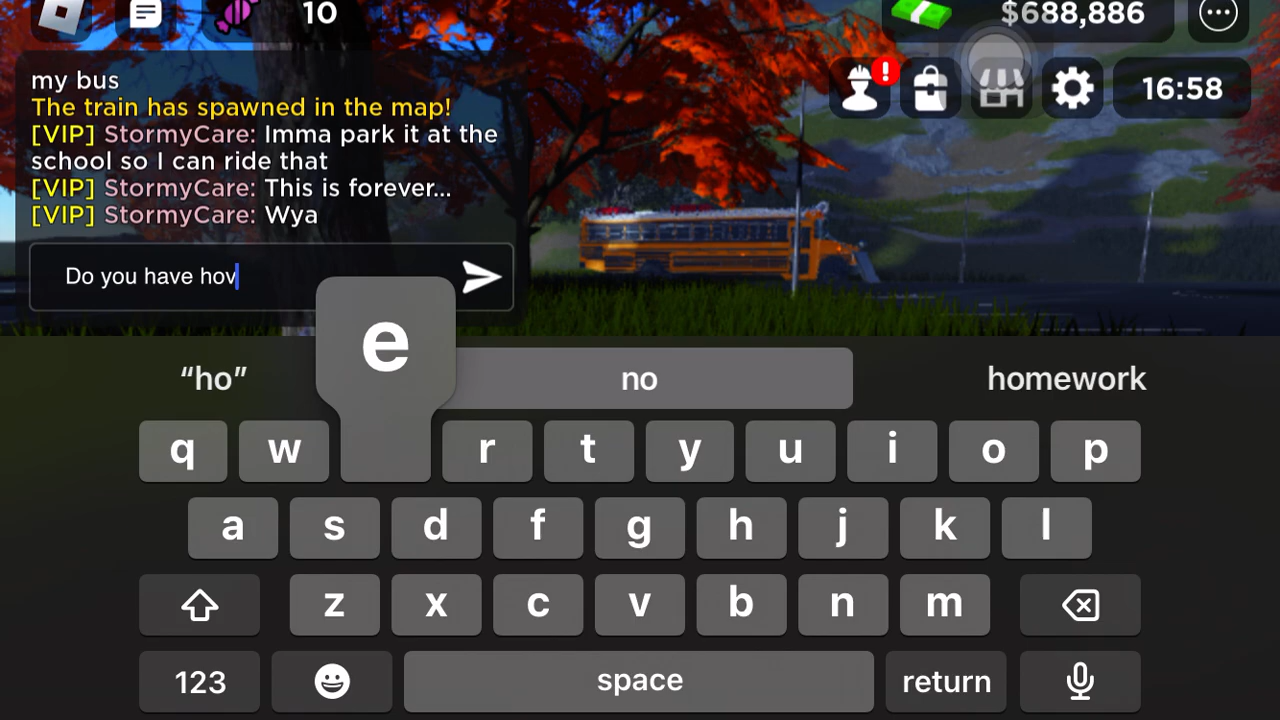 10
$688,886
16:58
my bus
The train has spawned in the map!
[VIP] StormyCare: Imma park it at the
school so I can ride that
[VIP] StormyCare: This is forever...
[VIP] StormyCare: Wya
Do you have hov
e
“ho”
no
homework
q w r t y u i o p
a s d f g h j k l
z x c v b n m
123 space return